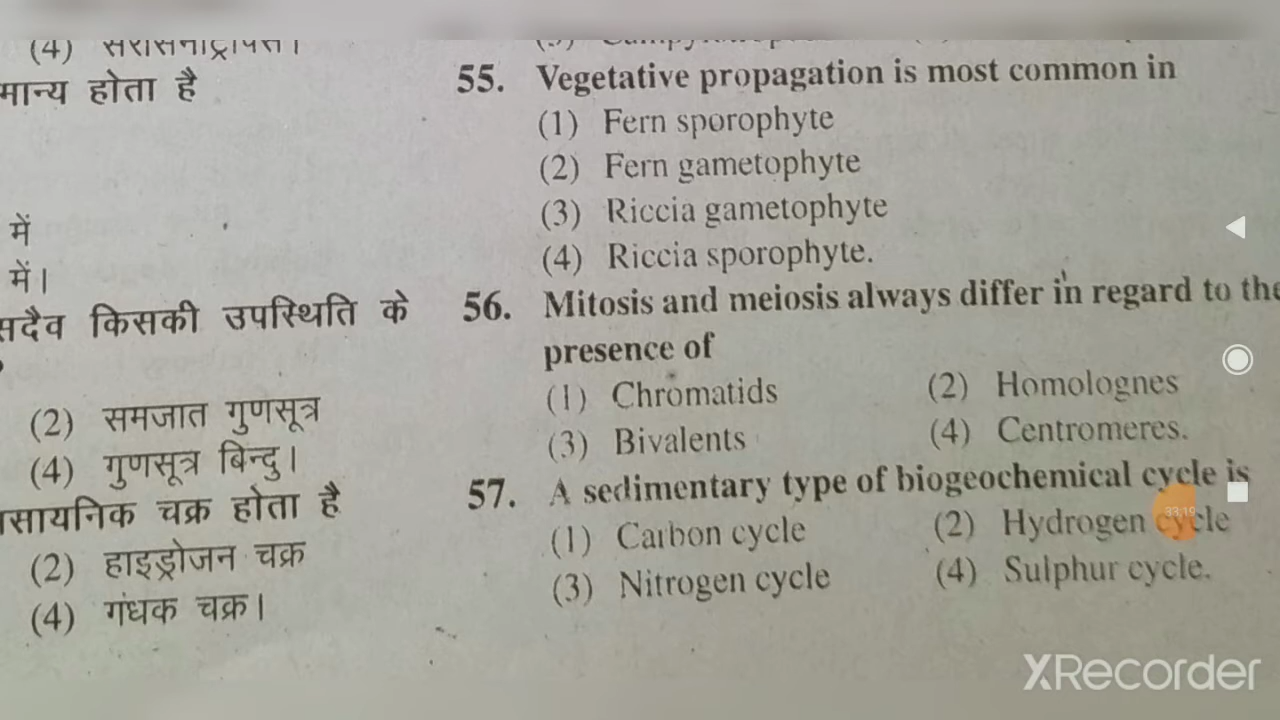 (4)
मान्य होता है
में
में।
सदैव किसकी उपस्थिति के
(2) समजात गुणसूत्र
(4) गुणसूत्र बिन्दु।
सायनिक चक्र होता है
(2) हाइड्रोजन चक्र
(4) गंधक चक्र।
55. Vegetative propagation is most common in
(1) Fern sporophyte
(2) Fern gametophyte
(3) Riccia gametophyte
(4) Riccia sporophyte.
56. Mitosis and meiosis always differ in regard to the
presence of
(1) Chromatids (2) Homolognes
(3) Bivalents (4) Centromeres.
57. A sedimentary type of biogeochemical cycle is
(1) Carbon cycle (2) Hydrogen cycle
(3) Nitrogen cycle (4) Sulphur cycle.
33:19
XRecorder